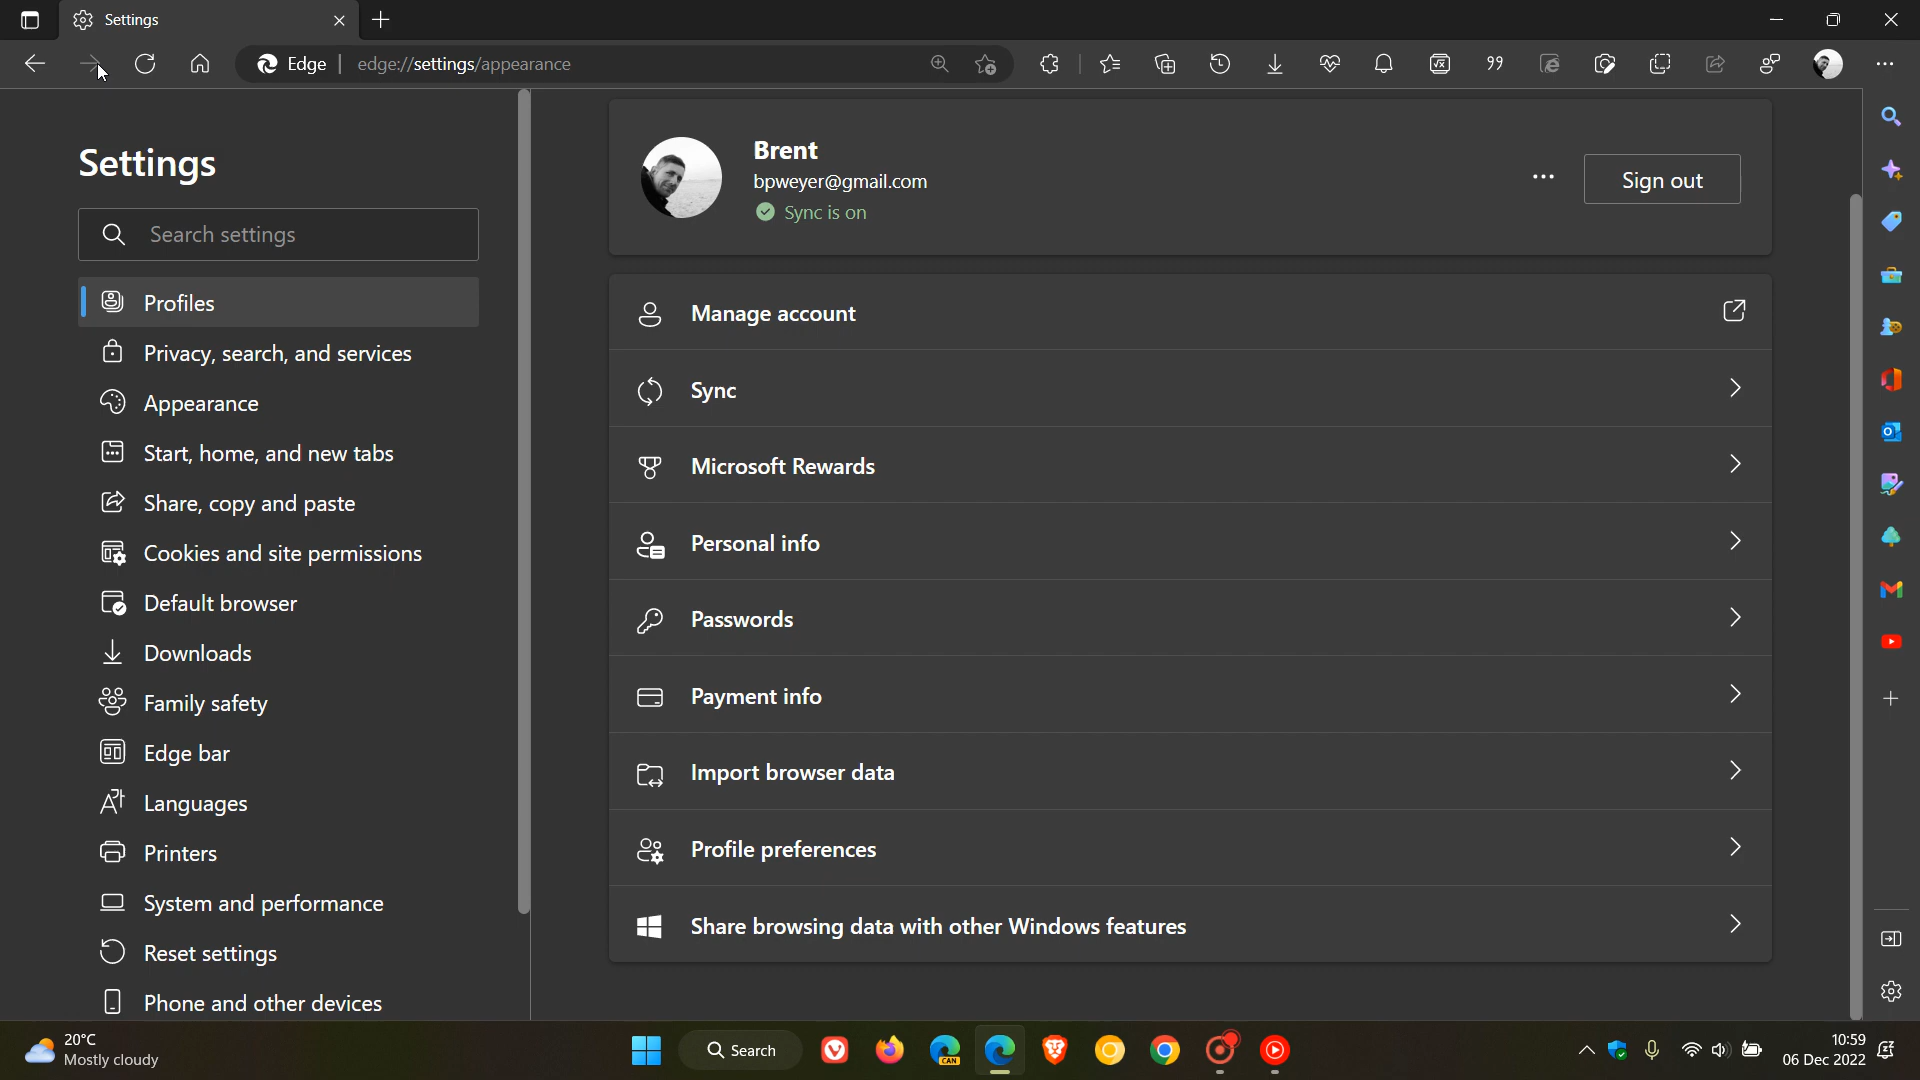 Settings
Edge | edge://settings/appearance
Settings
Search settings
Profiles
Privacy, search, and services
Appearance
Start, home, and new tabs
Share, copy and paste
Cookies and site permissions
Default browser
Downloads
Family safety
Edge bar
Languages
Printers
System and performance
Reset settings
Phone and other devices
Brent
bpweyer@gmail.com
Sync is on
Sign out
Manage account
Sync
Microsoft Rewards
Personal info
Passwords
Payment info
Import browser data
Profile preferences
Share browsing data with other Windows features
20°C
Mostly cloudy
Search
CAN
10:59
06 Dec 2022